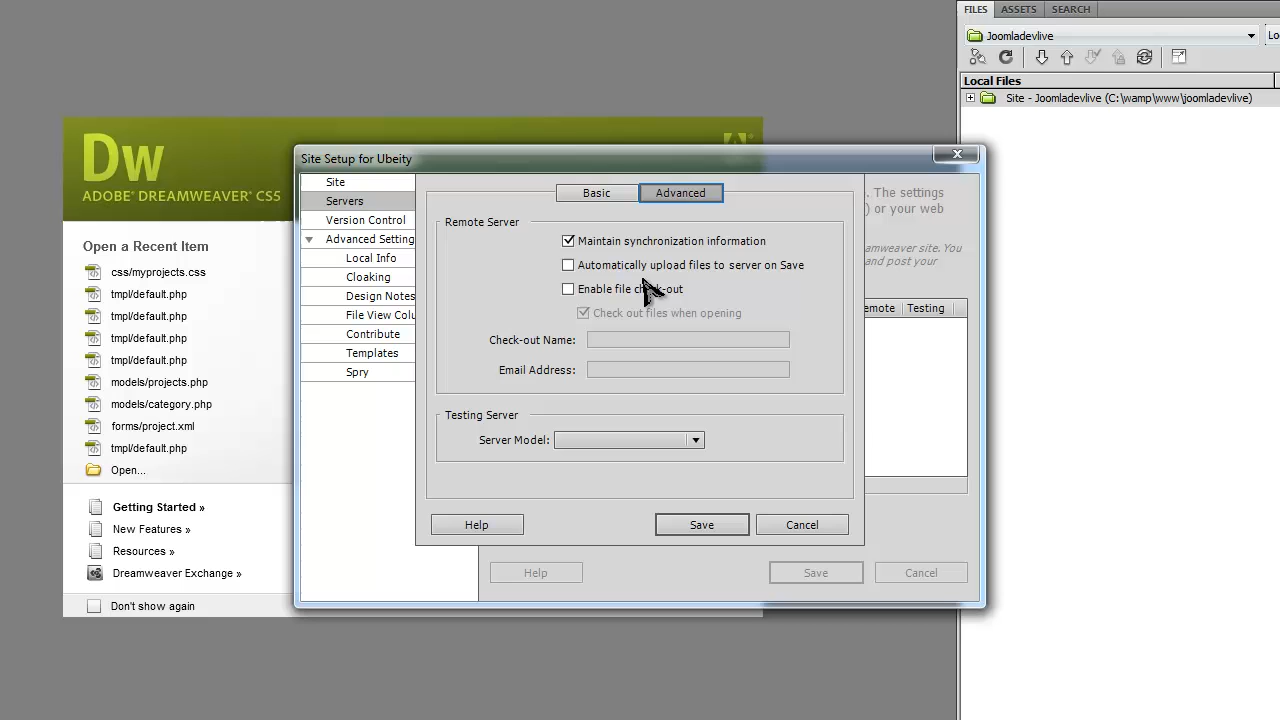 FILES
ASSETS
SEARCH
Joomladevlive
Lo
Local Files
Site - Joomladevlive (C:\wamp\www\joomladevlive)
Dw
ADOBE® DREAMWEAVER® CS5
Open a Recent Item
css/myprojects.css
tmpl/default.php
tmpl/default.php
tmpl/default.php
tmpl/default.php
models/projects.php
models/category.php
forms/project.xml
tmpl/default.php
Open...
Getting Started »
New Features »
Resources »
Dreamweaver Exchange »
Don't show again
Site Setup for Ubeity
Site
Servers
Version Control
Advanced Setting
Local Info
Cloaking
Design Notes
File View Colu
Contribute
Templates
Spry
Basic
Advanced
Remote Server
Maintain synchronization information
Automatically upload files to server on Save
Enable file check-out
Check out files when opening
Check-out Name:
Email Address:
Testing Server
Server Model:
Help
Save
Cancel
. The settings
) or your web
amweaver site. You
and post your
emote
Testing
Help
Save
Cancel